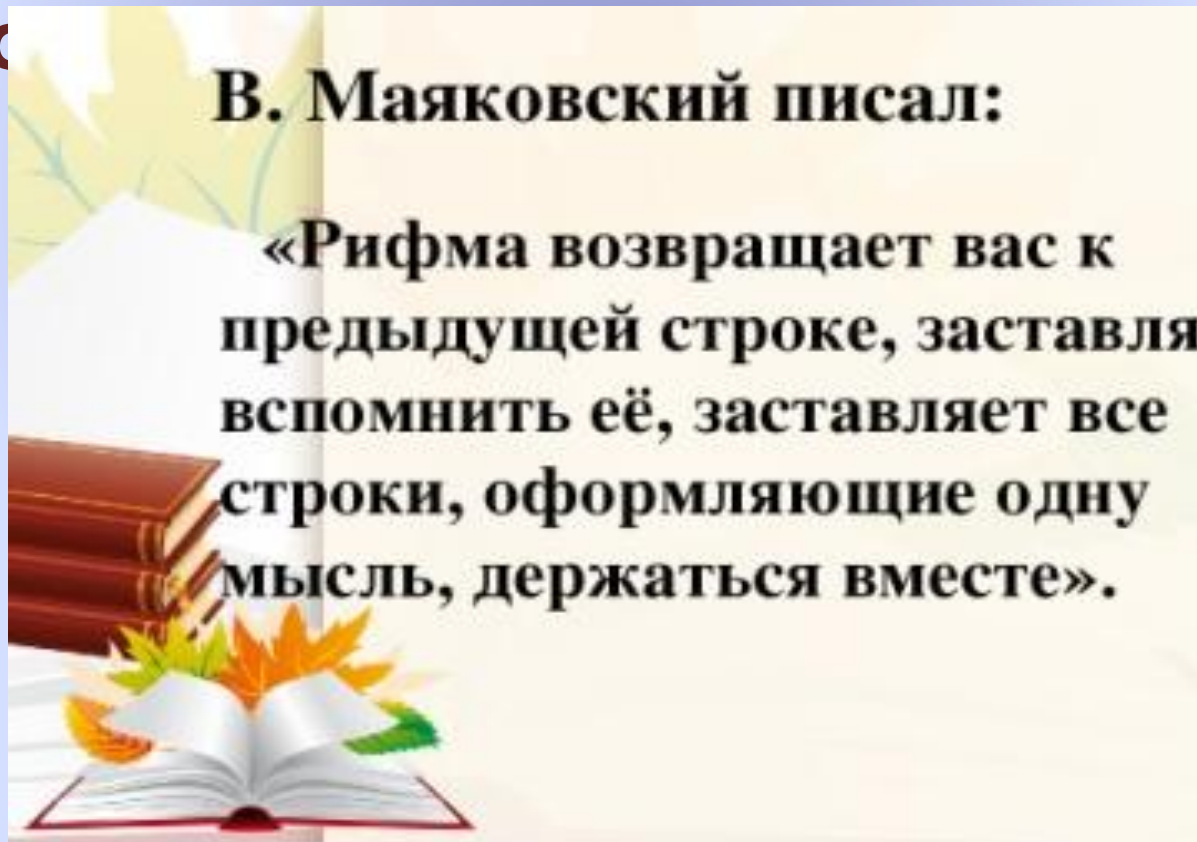 В. Маяковский писал:
«Рифма возвращает вас к
предыдущей строке, заставля
вспомнить её, заставляет все
строки, оформляющие одну
мысль, держаться вместе».